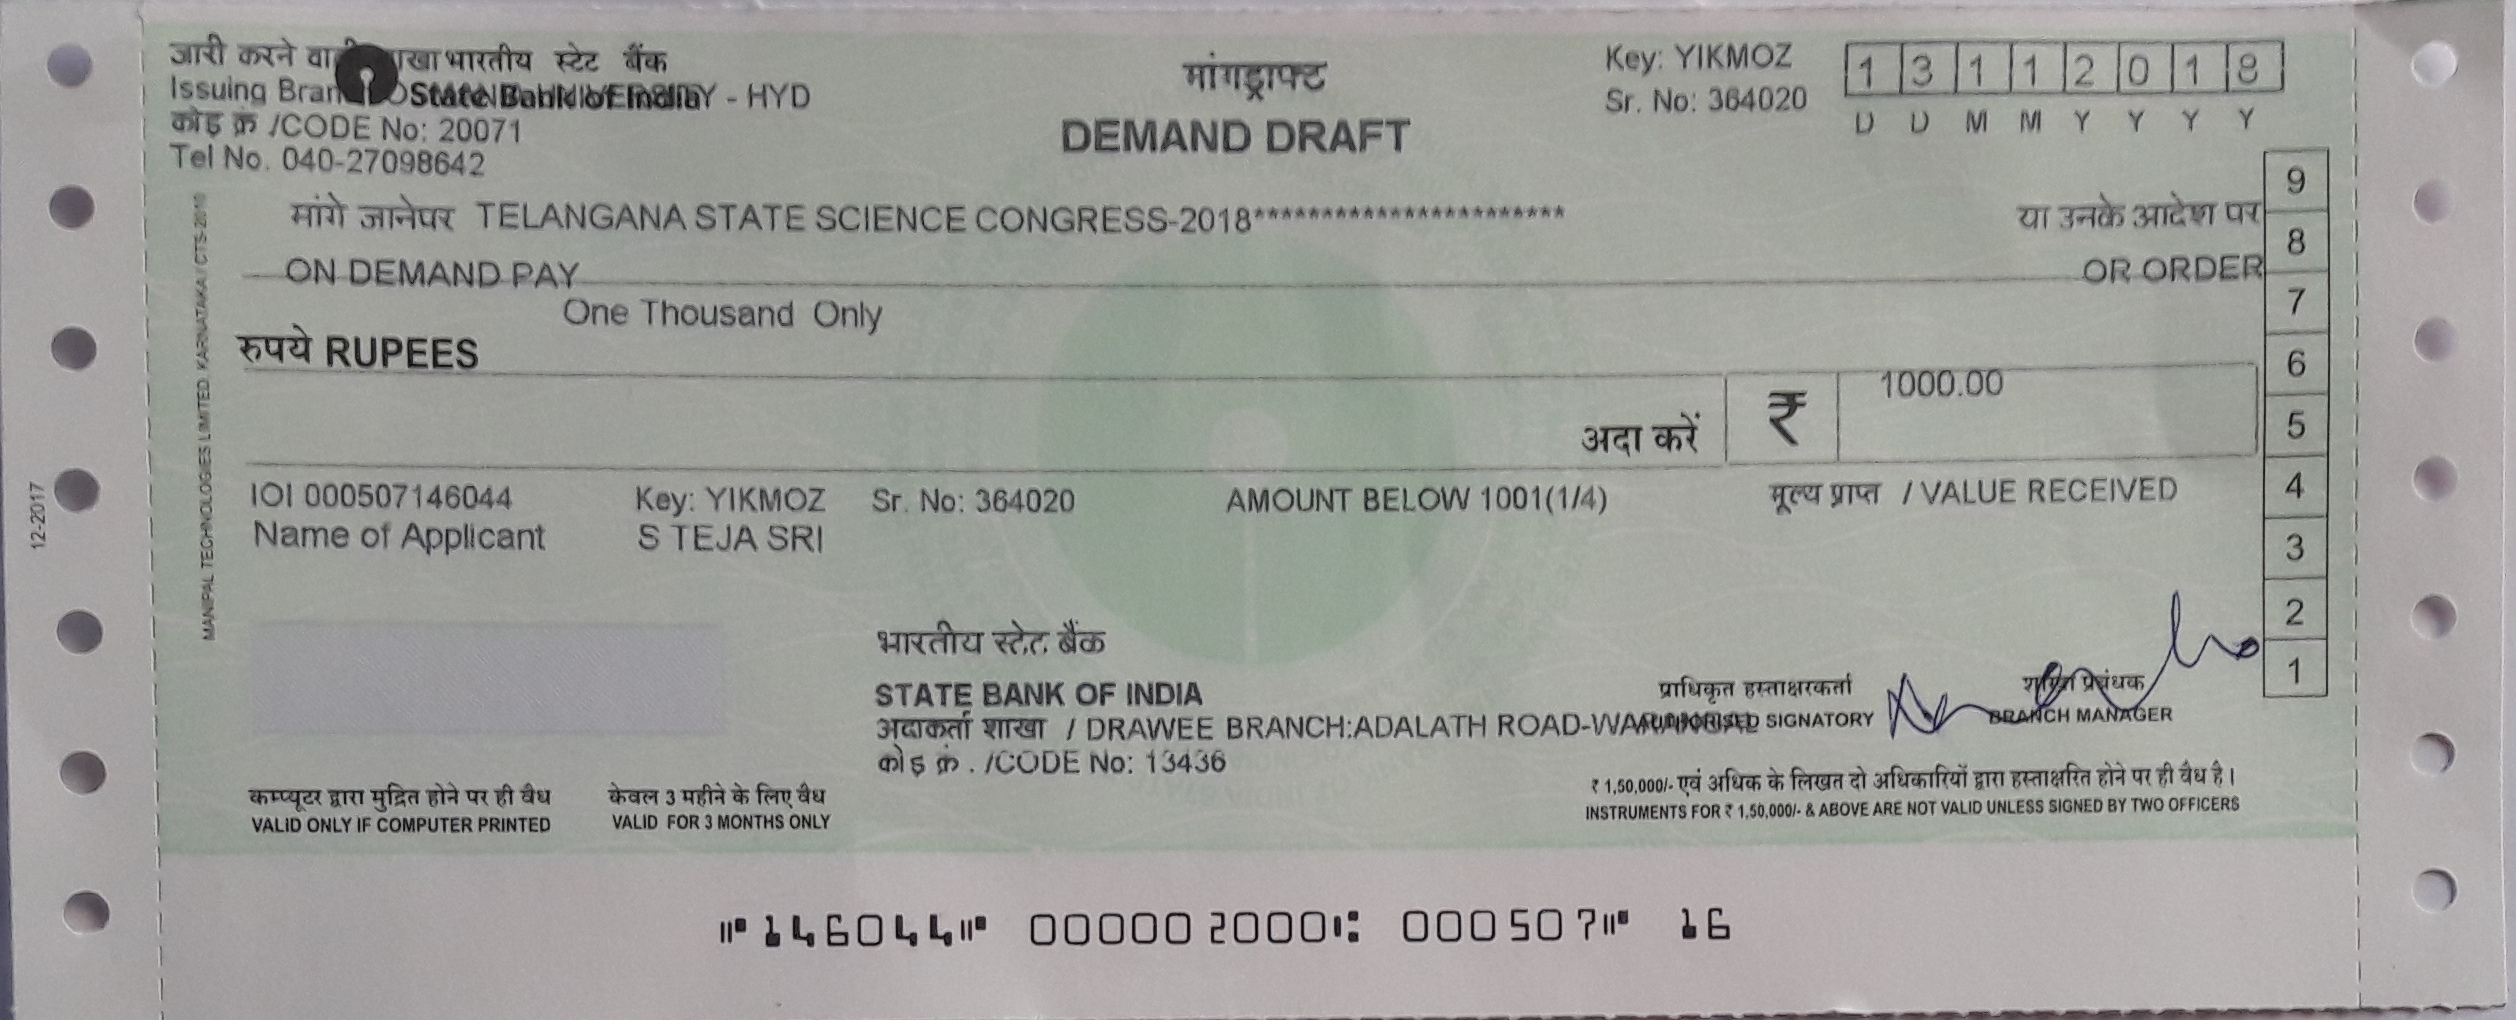 12-2017
जारी करने वा
भारतीय स्टेट बैंक
Issuing Bran
State Bank of India
Y - HYD
कोड क्र /CODE No: 20071
Tel No. 040-27098642
मांगड्राफ्ट
DEMAND DRAFT
Key: YIKMOZ
Sr. No: 364020
1 3 1 1 2 0 1 8
D D M M Y Y Y Y
मांगे जानेपर TELANGANA STATE SCIENCE CONGRESS-2018
या उनके आदेश पर
ON DEMAND PAY
OR ORDER
One Thousand Only
रुपये RUPEES
अदा करें ₹ 1000.00
IOI 000507146044 Key: YIKMOZ Sr. No: 364020 AMOUNT BELOW 1001(1/4)
मूल्य प्राप्त / VALUE RECEIVED
Name of Applicant S TEJA SRI
भारतीय स्टेट बैंक
STATE BANK OF INDIA
अदाकर्ता शाखा / DRAWEE BRANCH:ADALATH ROAD-WA
कोड क्रं . /CODE No: 13436
प्राधिकृत हस्ताक्षरकर्ता
SIGNATORY
शाखा प्रबंधक
BRANCH MANAGER
कम्प्यूटर द्वारा मुद्रित होने पर ही वैध
VALID ONLY IF COMPUTER PRINTED
केवल 3 महीने के लिए वैध
VALID FOR 3 MONTHS ONLY
₹ 1,50,000/- एवं अधिक के लिखत दो अधिकारियों द्वारा हस्ताक्षरित होने पर ही वैध है।
INSTRUMENTS FOR ₹ 1,50,000/- & ABOVE ARE NOT VALID UNLESS SIGNED BY TWO OFFICERS
MANIPAL TECHNOLOGIES LIMITED. KARNATAKA / CTS-2010
9
8
7
6
5
4
3
2
1
⑈146044⑈ 000002000⑆ 000507⑈ 16